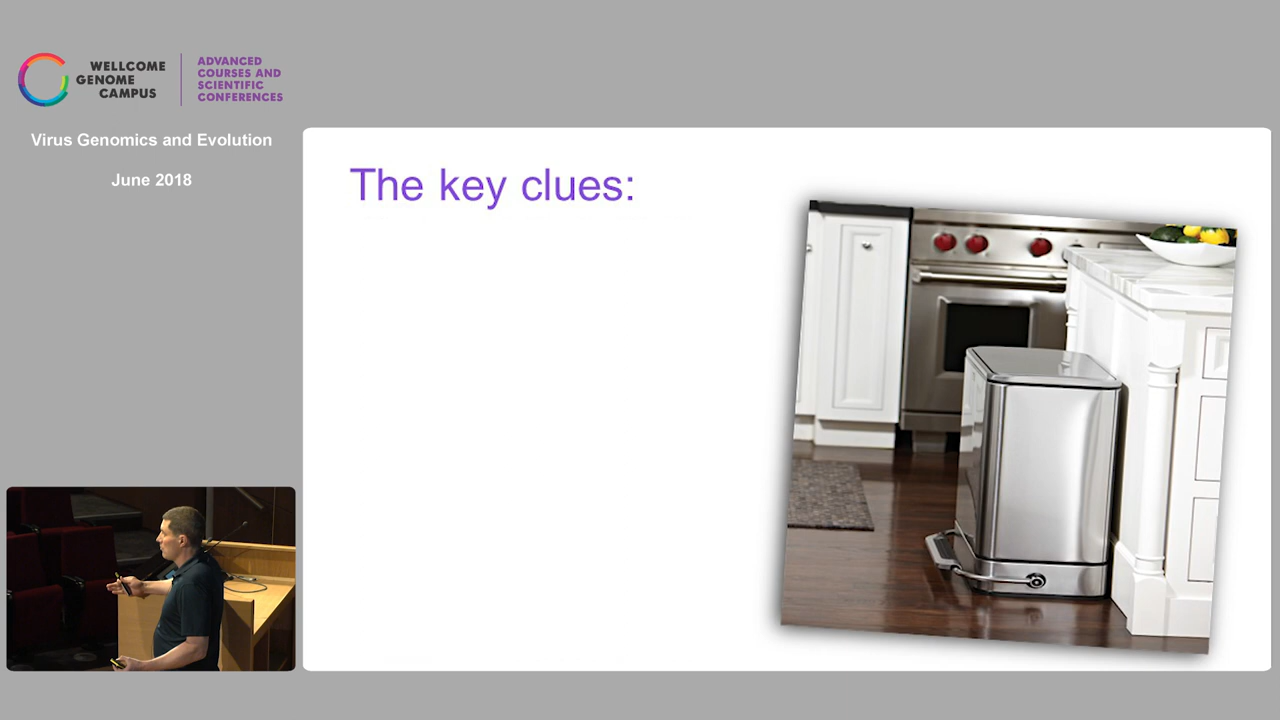 WELLCOME
GENOME
CAMPUS
ADVANCED
COURSES AND
SCIENTIFIC
CONFERENCES
Virus Genomics and Evolution
June 2018
The key clues: